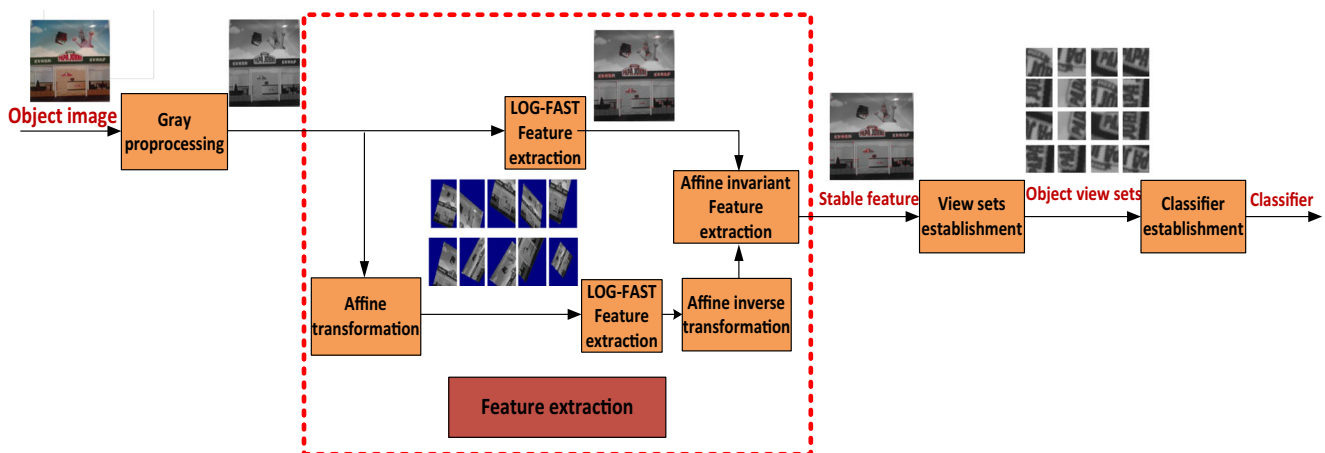 Object image
Gray
proprocessing
LOG-FAST
Feature
extraction
Affine invariant
Feature
extraction
Stable feature
View sets
establishment
Object view sets
Classifier
establishment
Classifier
Affine
transformation
LOG-FAST
Feature
extraction
Affine inverse
transformation
Feature extraction